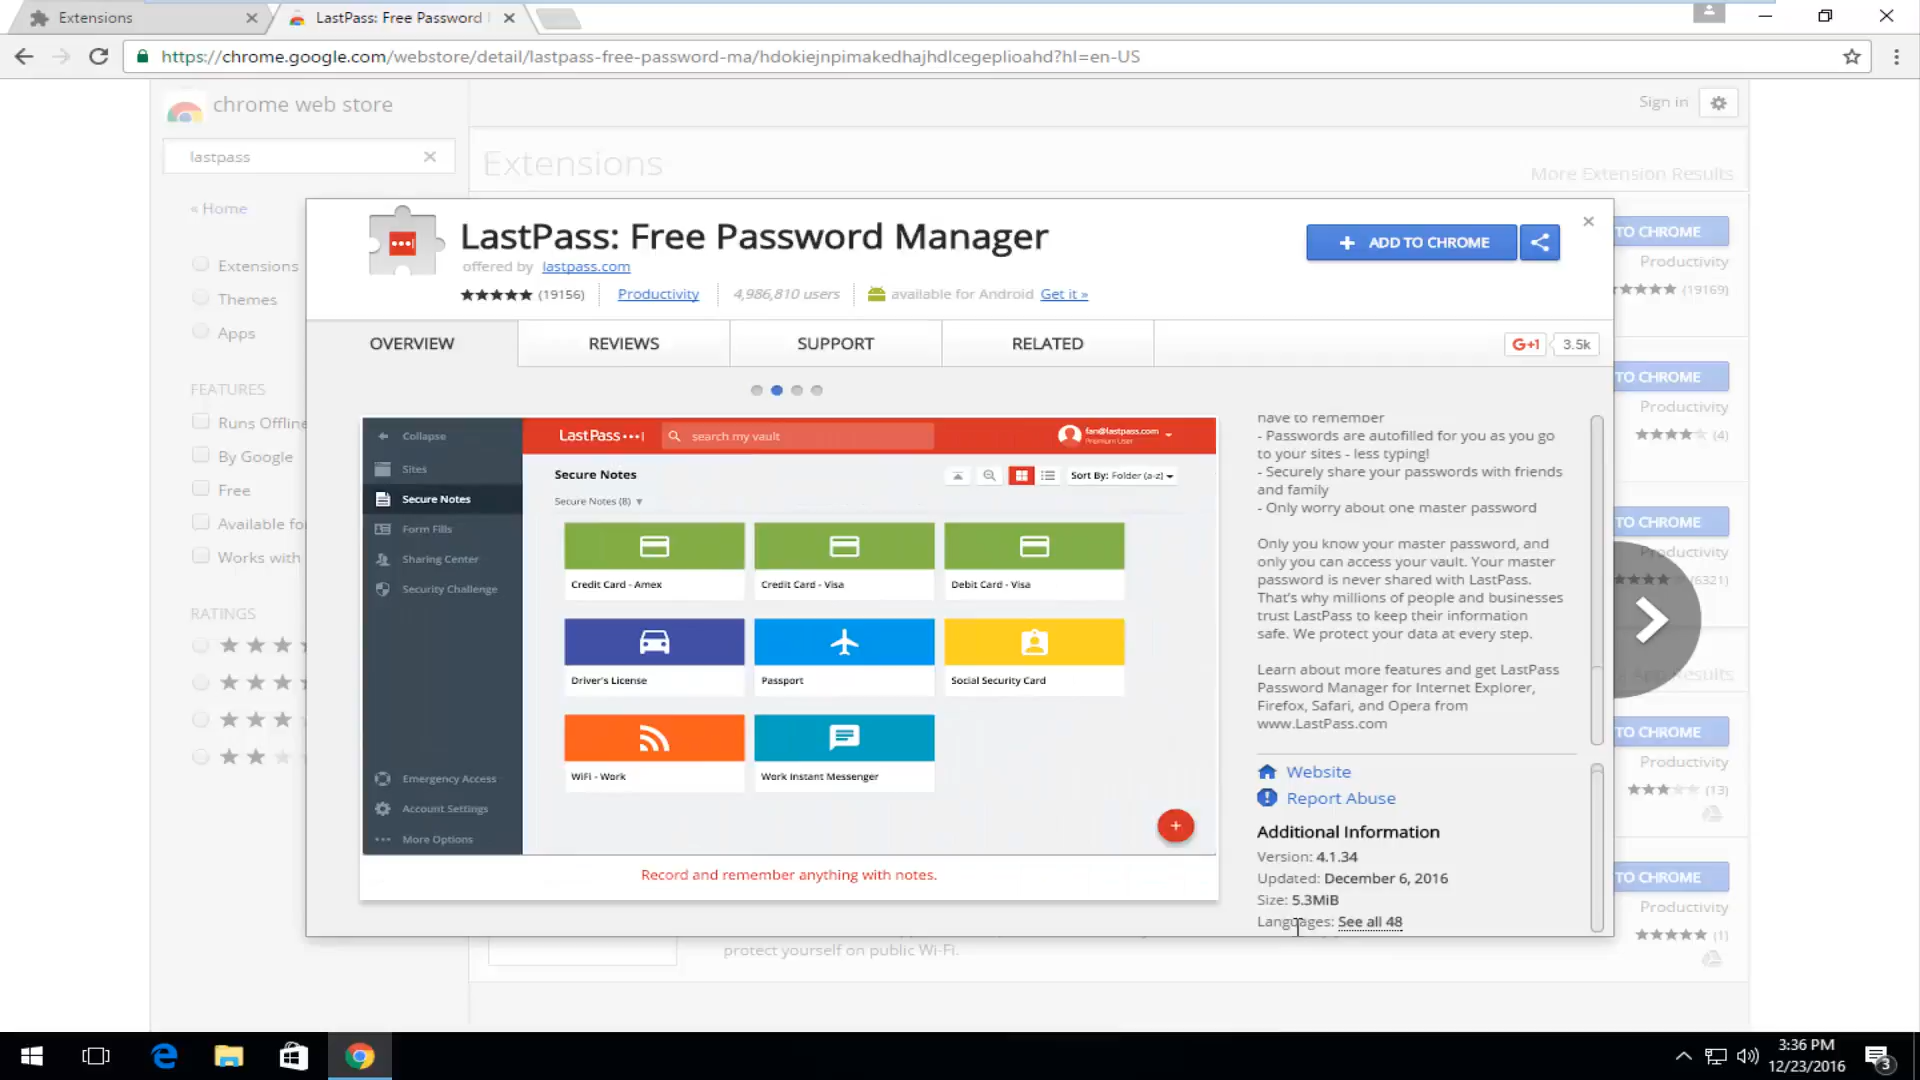 Extensions
LastPass: Free Password
https://chrome.google.com/webstore/detail/lastpass-free-password-ma/hdokiejnpimakedhajhdlcegeplioahd?hl=en-US
chrome web store
Sign in
lastpass
Extensions
More Extension Results
« Home
Extensions
Themes
Apps
FEATURES
Runs Offline
By Google
Free
Available for
Works with
RATINGS
LastPass: Free Password Manager
offered by lastpass.com
(19156)
Productivity
4,986,810 users
available for Android Get it »
ADD TO CHROME
OVERVIEW
REVIEWS
SUPPORT
RELATED
G+1
3.5k
Collapse
Sites
Secure Notes
Form Fills
Sharing Center
Security Challenge
Emergency Access
Account Settings
More Options
LastPass
search my vault
fan@lastpass.com
Premium User
Secure Notes
Sort By: Folder (a-z)
Secure Notes (8)
Credit Card - Amex
Credit Card - Visa
Debit Card - Visa
Driver's License
Passport
Social Security Card
WiFi - Work
Work Instant Messenger
Record and remember anything with notes.
have to remember
- Passwords are autofilled for you as you go
to your sites - less typing!
- Securely share your passwords with friends
and family
- Only worry about one master password
Only you know your master password, and
only you can access your vault. Your master
password is never shared with LastPass.
That's why millions of people and businesses
trust LastPass to keep their information
safe. We protect your data at every step.
Learn about more features and get LastPass
Password Manager for Internet Explorer,
Firefox, Safari, and Opera from
www.LastPass.com
Website
Report Abuse
Additional Information
Version: 4.1.34
Updated: December 6, 2016
Size: 5.3MiB
Languages: See all 48
TO CHROME
Productivity
(19169)
TO CHROME
Productivity
(4)
TO CHROME
Productivity
(6321)
Results
TO CHROME
Productivity
(13)
TO CHROME
Productivity
(1)
protect yourself on public Wi-Fi.
3:36 PM
12/23/2016
3